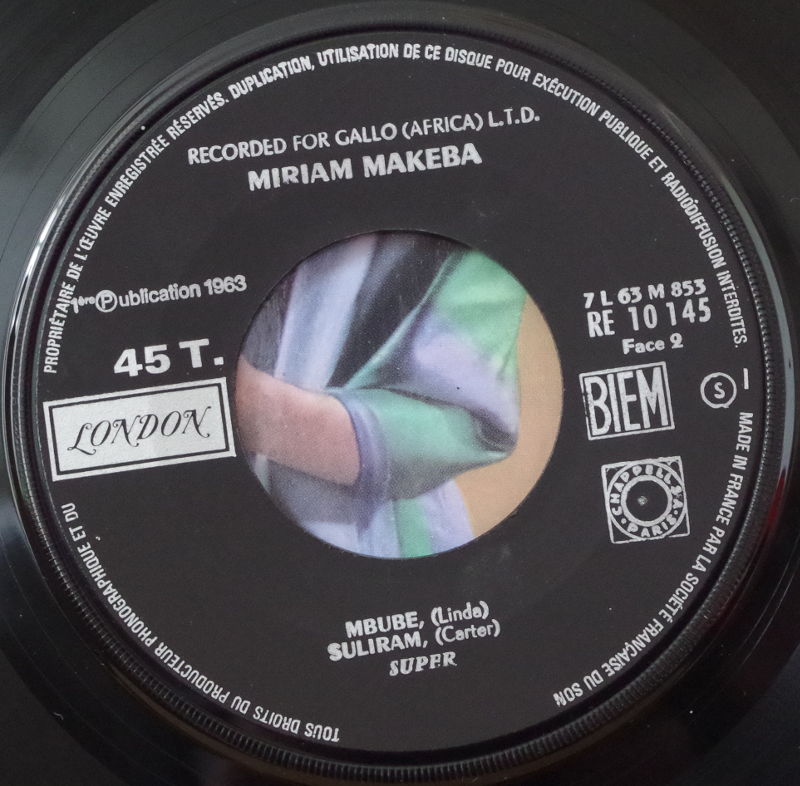 TOUS DROITS DU PRODUCTEUR PHONOGRAPHIQUE ET DU PROPRIÉTAIRE DE L'ŒUVRE ENREGISTRÉE RÉSERVÉS. DUPLICATION, UTILISATION DE CE DISQUE POUR EXÉCUTION PUBLIQUE ET RADIODIFFUSION INTERDITES. — MADE IN FRANCE PAR LA SOCIÉTÉ FRANÇAISE DU SON
RECORDED FOR GALLO (AFRICA) L.T.D.
MIRIAM MAKEBA
1ère Ⓟublication 1963
45 T.
LONDON
7 L 63 M 853
RE 10 145
Face 2
BIEM
S
CHAPPELL S.A.
PARIS
MBUBE, (Linda)
SULIRAM, (Carter)
SUPER